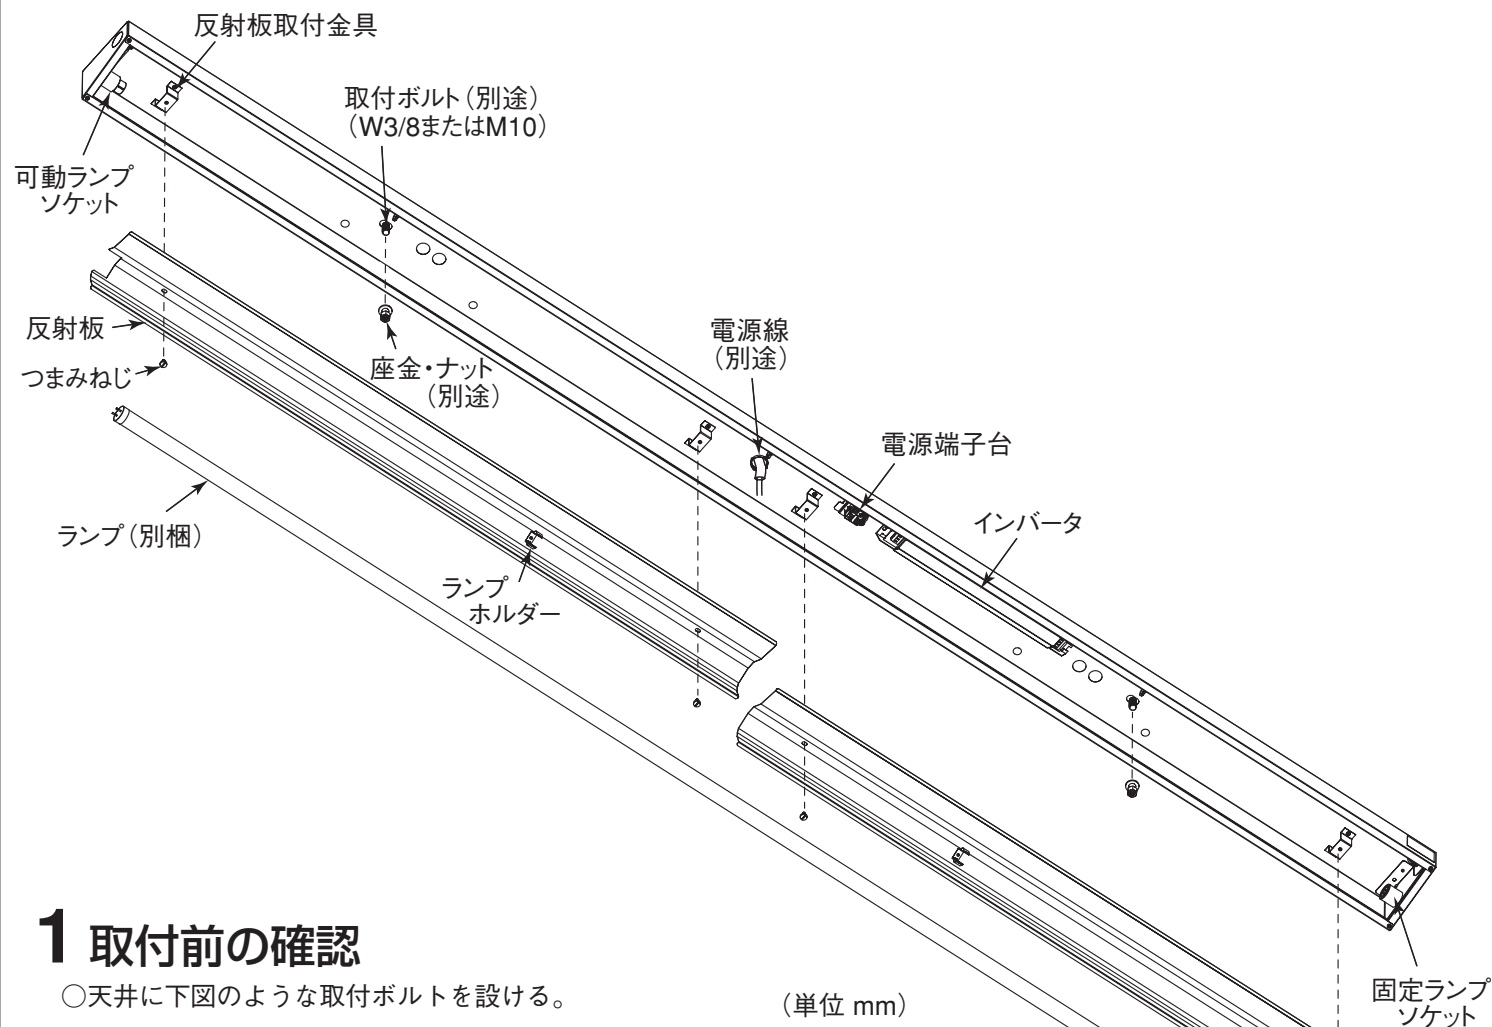 反射板取付金具
取付ボルト（別途）
（W3/8またはM10）
可動ランプ
ソケット
反射板
つまみねじ
座金・ナット
（別途）
電源線
（別途）
電源端子台
インバータ
ランプ（別梱）
ランプ
ホルダー
1 取付前の確認
○天井に下図のような取付ボルトを設ける。
（単位 mm）
固定ランプ
ソケット